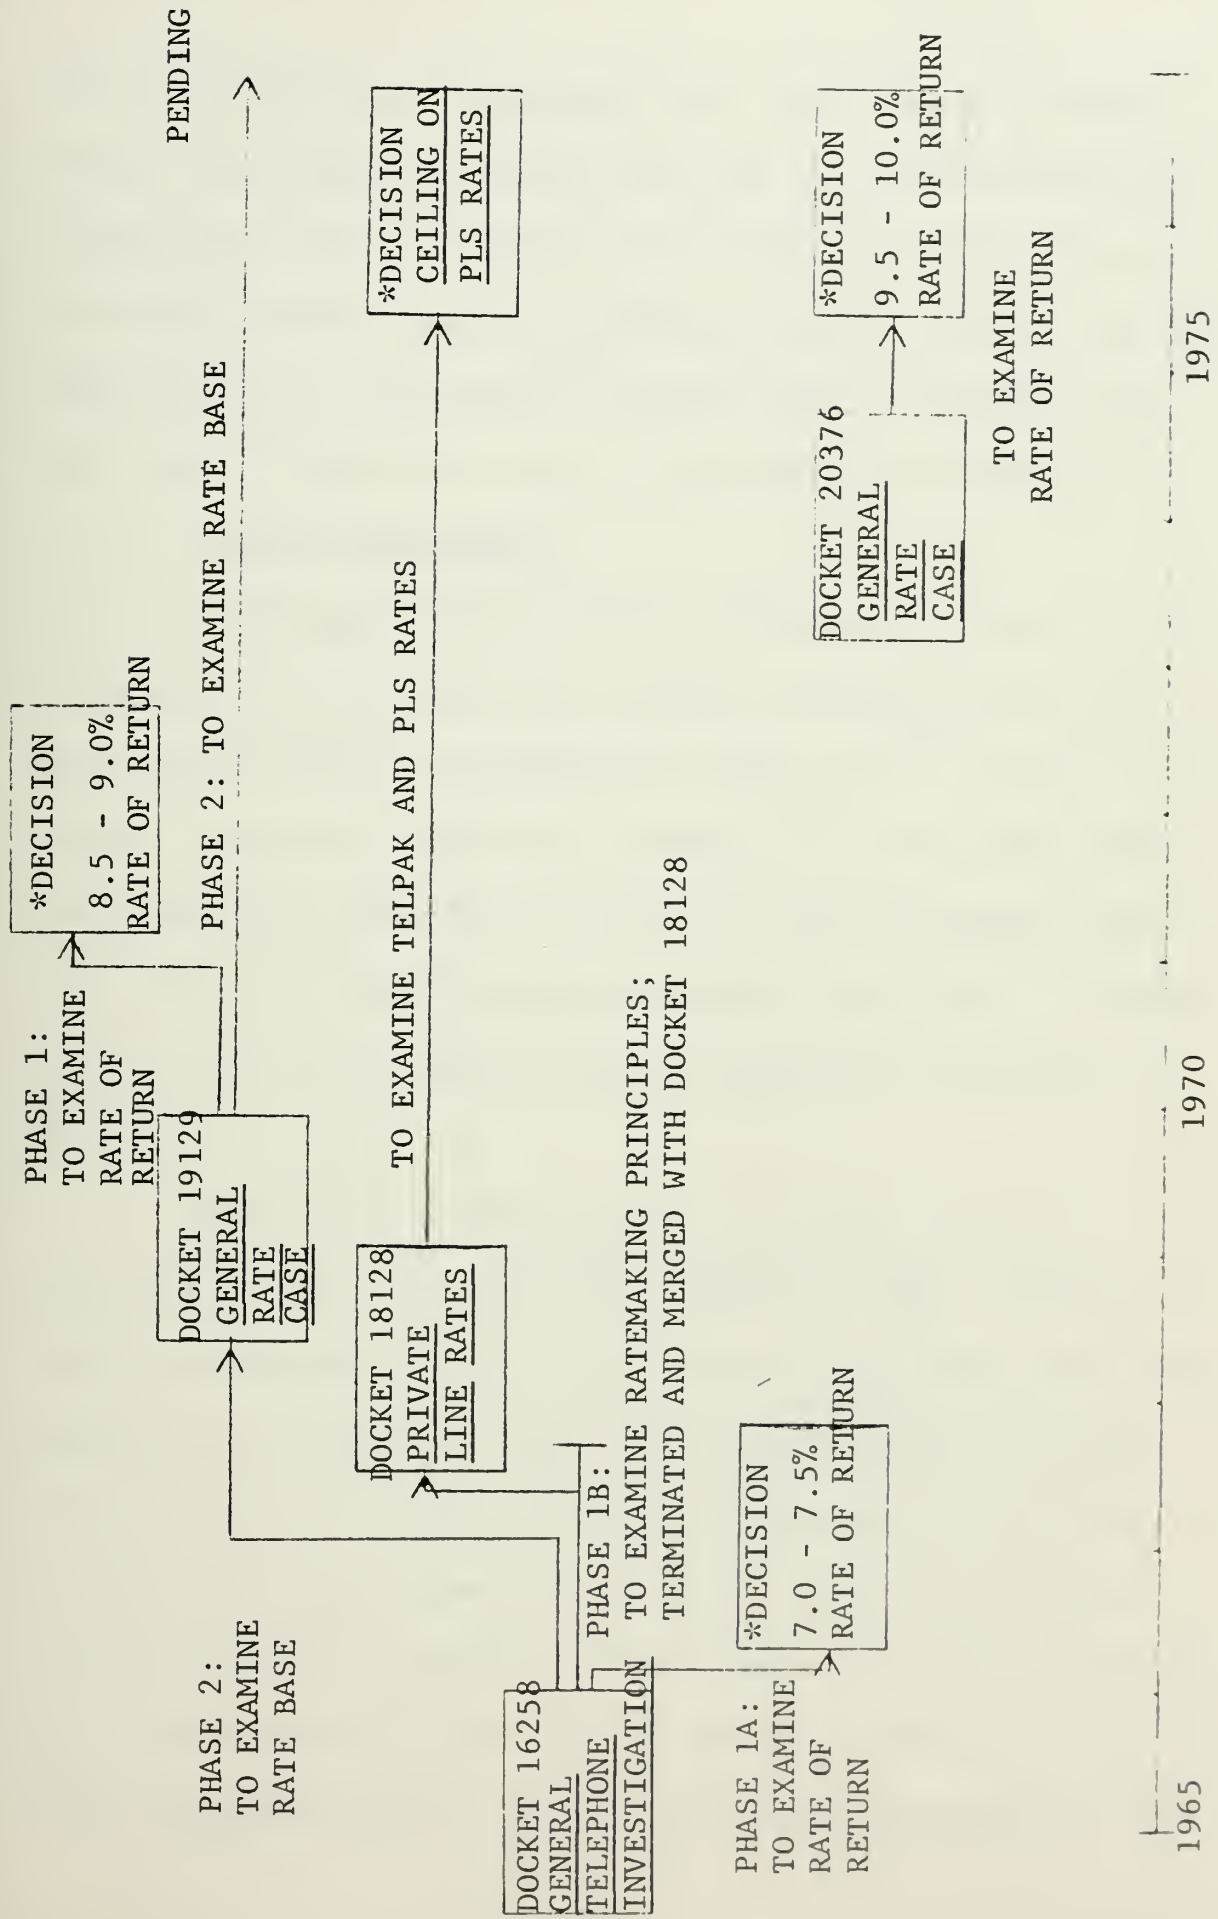 PENDING
PHASE 1:
TO EXAMINE
RATE OF
RETURN
*DECISION
8.5 - 9.0%
RATE OF RETURN
PHASE 2:
TO EXAMINE
RATE BASE
DOCKET 19129
GENERAL
RATE
CASE
PHASE 2: TO EXAMINE RATE BASE
DOCKET 18128
PRIVATE
LINE RATES
TO EXAMINE TELPAK AND PLS RATES
*DECISION
CEILING ON
PLS RATES
DOCKET 16258
GENERAL
TELEPHONE
INVESTIGATION
PHASE 1B:
TO EXAMINE RATEMAKING PRINCIPLES;
TERMINATED AND MERGED WITH DOCKET 18128
PHASE 1A:
TO EXAMINE
RATE OF
RETURN
*DECISION
7.0 - 7.5%
RATE OF RETURN
DOCKET 20376
GENERAL
RATE
CASE
*DECISION
9.5 - 10.0%
RATE OF RETURN
TO EXAMINE
RATE OF RETURN
1965
1970
1975